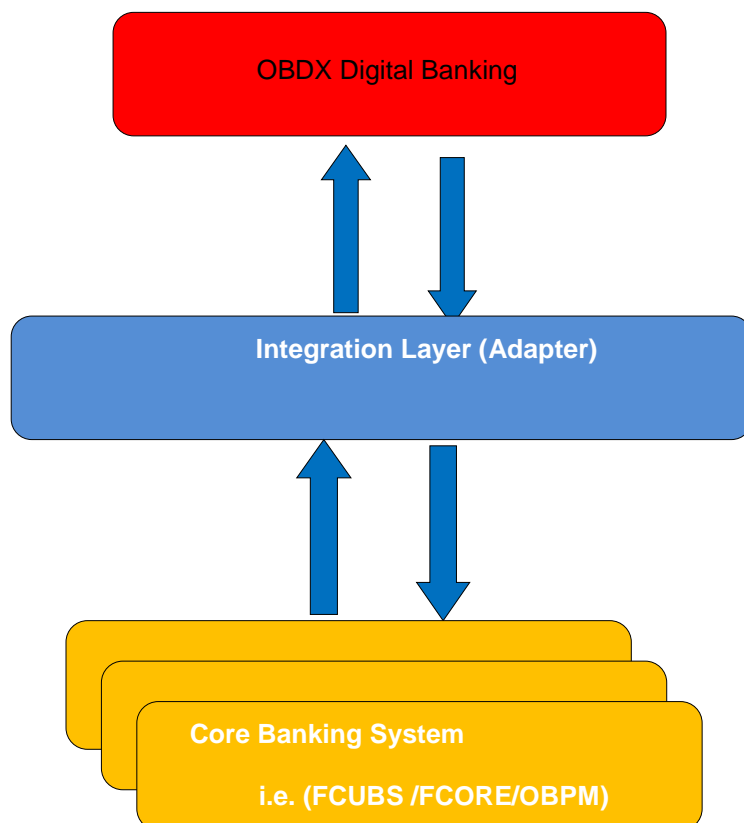 OBDX Digital Banking
Integration Layer (Adapter)
Core Banking System
i.e. (FCUBS /FCORE/OBPM)